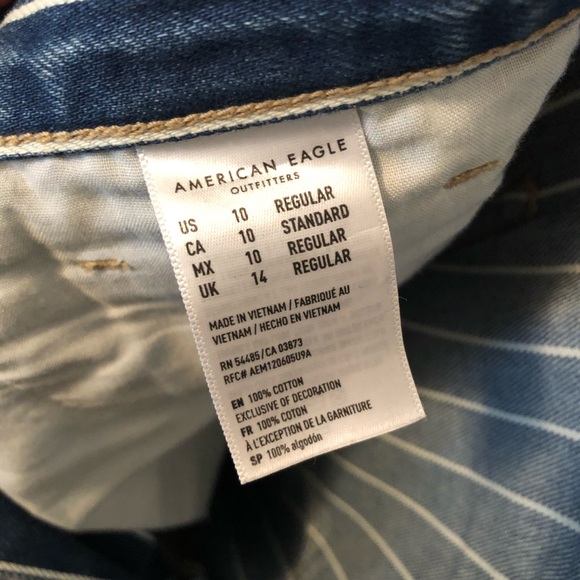 AMERICAN EAGLE
OUTFITTERS
US 10 REGULAR
CA 10 STANDARD
MX 10 REGULAR
UK 14 REGULAR
MADE IN VIETNAM / FABRIQUÉ AU
VIETNAM / HECHO EN VIETNAM
RN 54485/CA 03873
RFC# AEM120605U9A
EN 100% COTTON
EXCLUSIVE OF DECORATION
FR 100% COTON
À L'EXCEPTION DE LA GARNITURE
SP 100% algodón